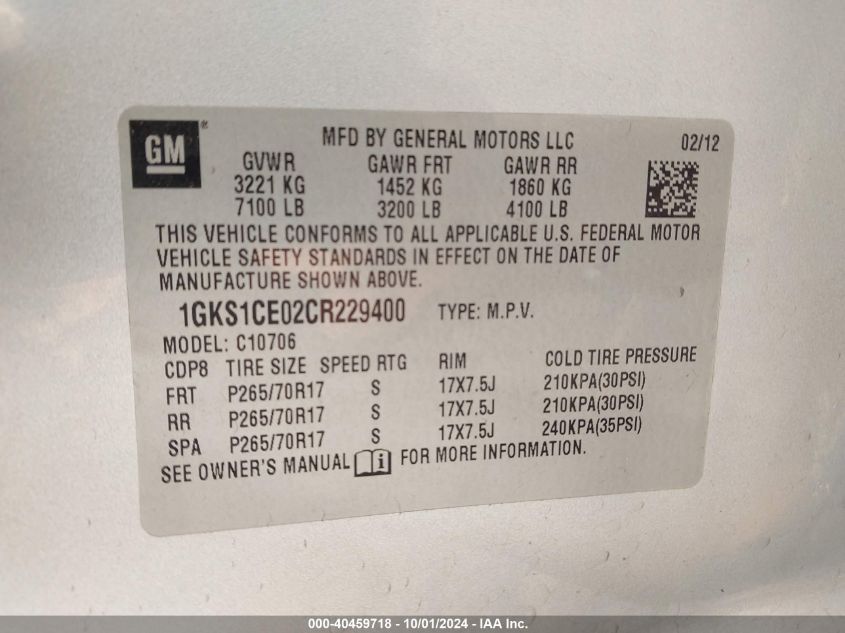 GM®
MFD BY GENERAL MOTORS LLC 02/12
GVWR GAWR FRT GAWR RR
3221 KG 1452 KG 1860 KG
7100 LB 3200 LB 4100 LB
THIS VEHICLE CONFORMS TO ALL APPLICABLE U.S. FEDERAL MOTOR
VEHICLE SAFETY STANDARDS IN EFFECT ON THE DATE OF
MANUFACTURE SHOWN ABOVE.
1GKS1CE02CR229400 TYPE: M.P.V.
MODEL: C10706
CDP8 TIRE SIZE SPEED RTG RIM COLD TIRE PRESSURE
FRT P265/70R17 S 17X7.5J 210KPA(30PSI)
RR P265/70R17 S 17X7.5J 210KPA(30PSI)
SPA P265/70R17 S 17X7.5J 240KPA(35PSI)
SEE OWNER'S MANUAL i FOR MORE INFORMATION.
000-40459718 - 10/01/2024 - IAA Inc.